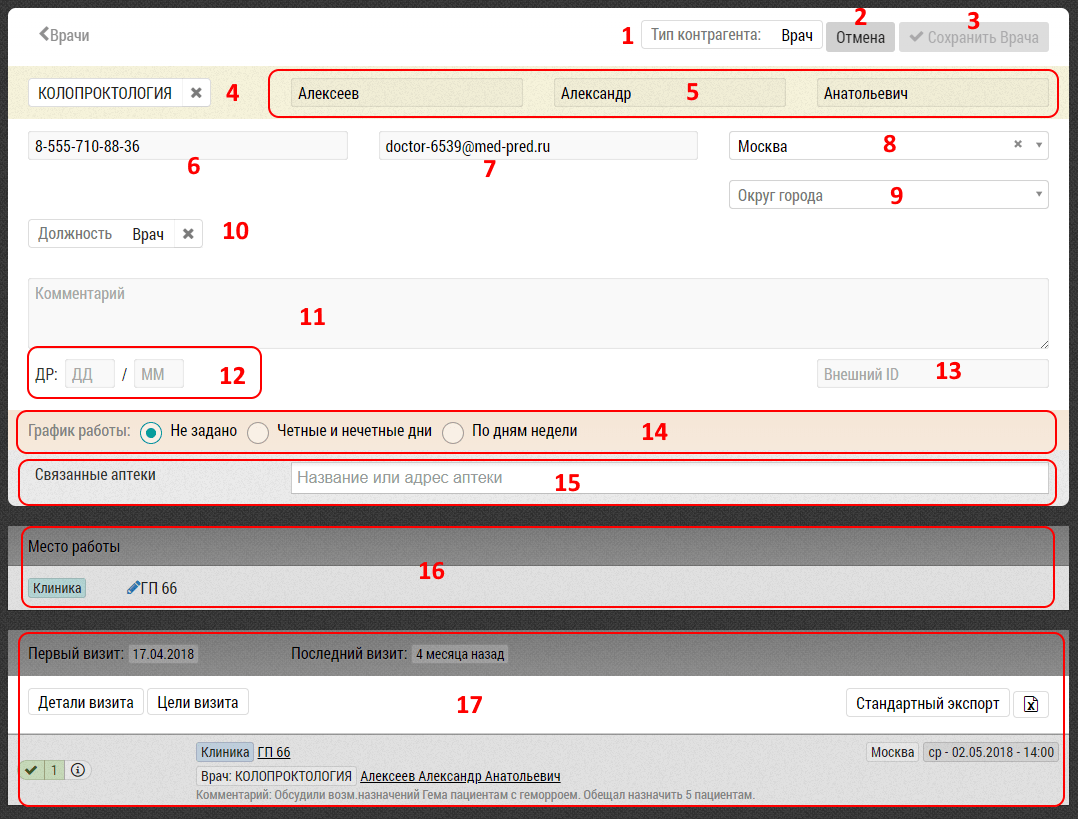 Врачи
1 Тип контрагента: Врач 2 Отмена 3 Сохранить Врача
КОЛОПРОКТОЛОГИЯ 4 Алексеев Александр 5 Анатольевич
8-555-710-88-36 doctor-6539@med-pred.ru Москва 8
6 7
Округ города 9
Должность Врач 10
Комментарий
11
ДР: ДД / ММ 12 Внешний ID 13
График работы: Не задано Четные и нечетные дни По дням недели 14
Связанные аптеки Название или адрес аптеки 15
Место работы
16
Клиника ГП 66
Первый визит: 17.04.2018 Последний визит: 4 месяца назад
Детали визита Цели визита 17 Стандартный экспорт
Клиника ГП 66 Москва ср - 02.05.2018 - 14:00
1
Врач: КОЛОПРОКТОЛОГИЯ Алексеев Александр Анатольевич
Комментарий: Обсудили возм.назначений Гема пациентам с геморроем. Обещал назначить 5 пациентам.